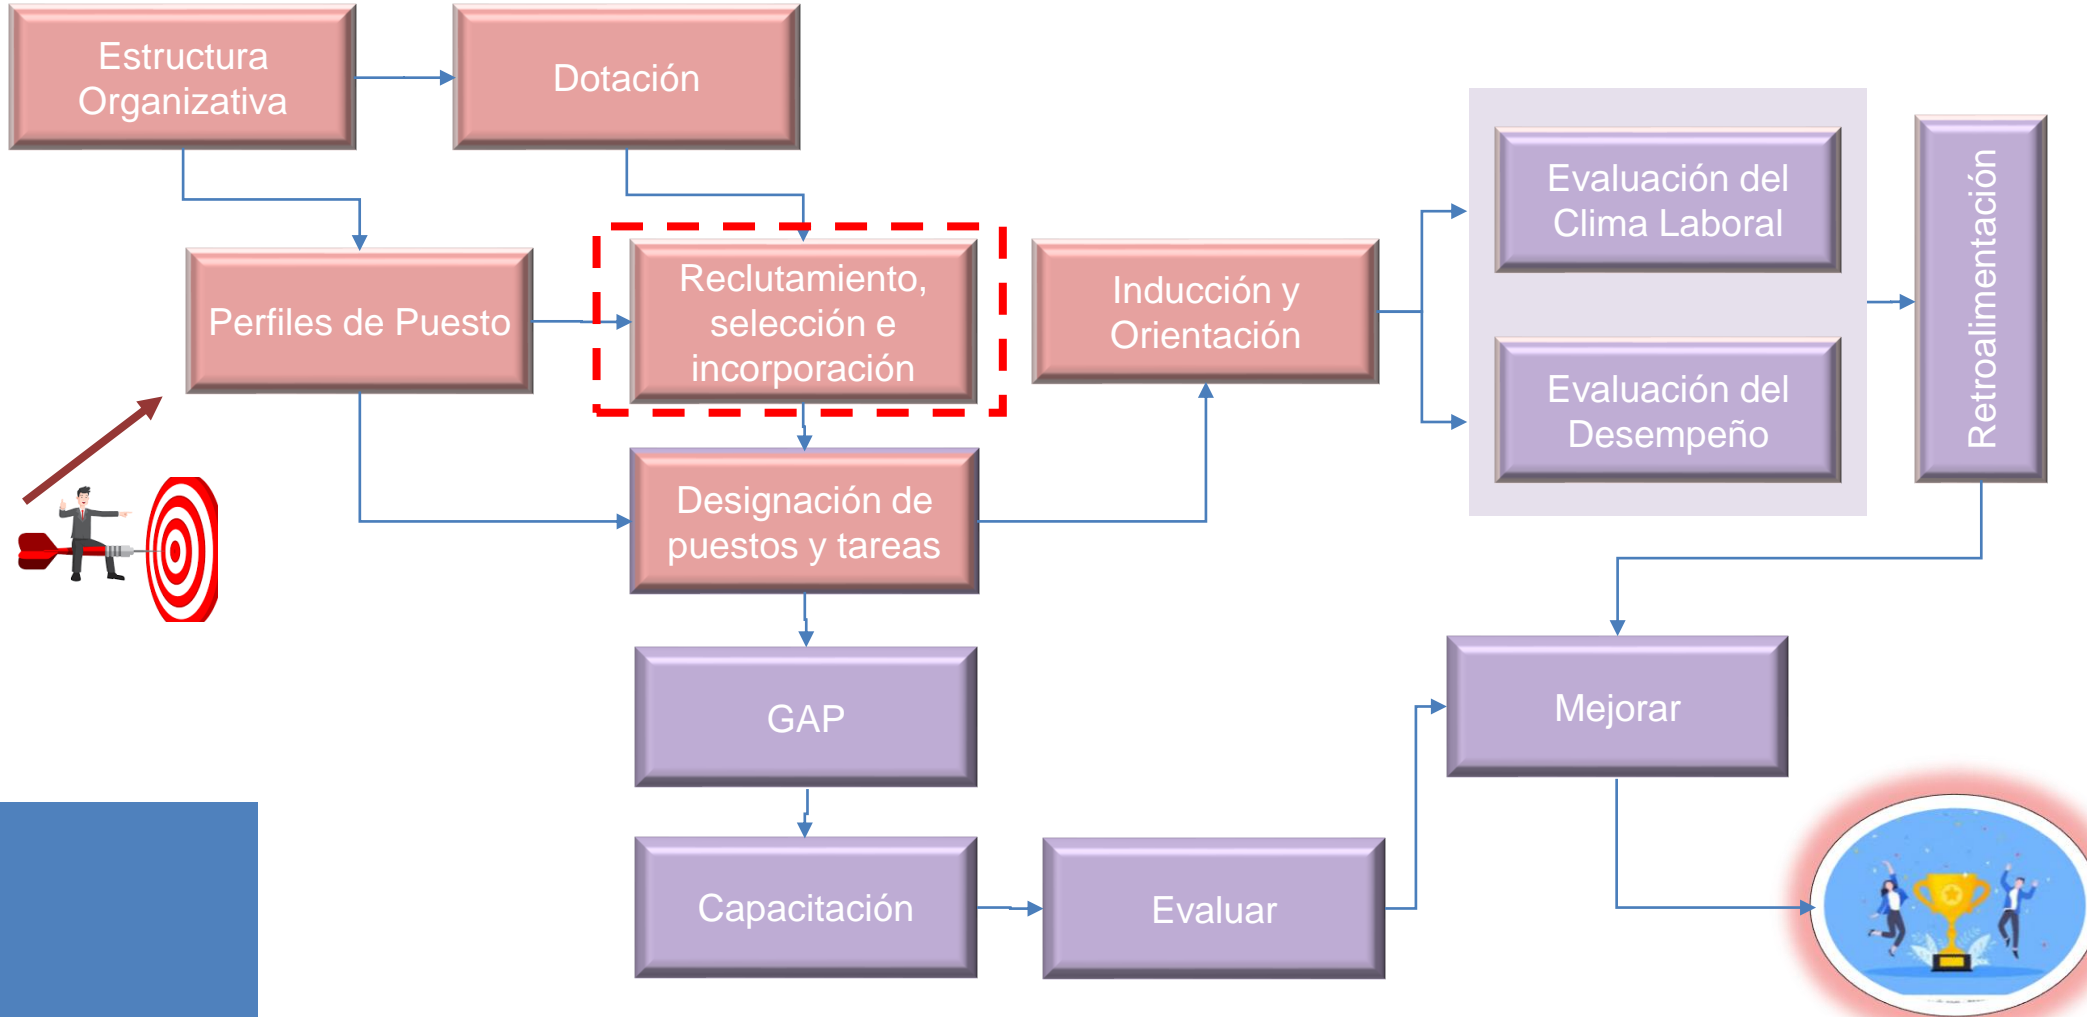 Estructura
Organizativa
Dotación
Perfiles de Puesto
Reclutamiento,
selección e
incorporación
Inducción y
Orientación
Evaluación del
Clima Laboral
Evaluación del
Desempeño
Retroalimentación
Designación de
puestos y tareas
GAP
Mejorar
Capacitación
Evaluar